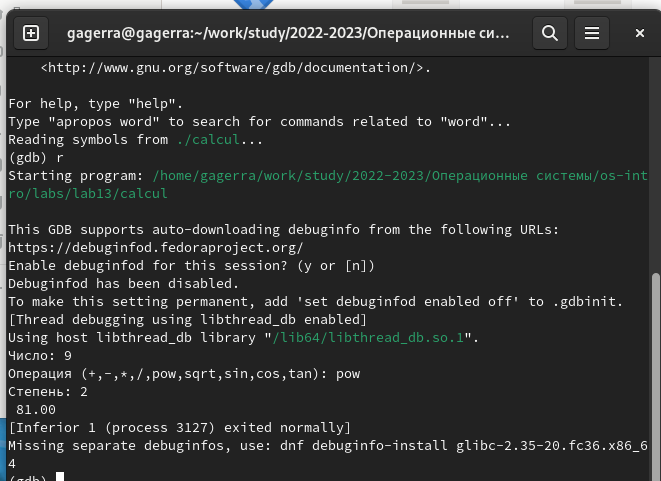 gagerra@gagerra:~/work/study/2022-2023/Операционные си...
<http://www.gnu.org/software/gdb/documentation/>.
For help, type "help".
Type "apropos word" to search for commands related to "word"...
Reading symbols from ./calcul...
(gdb) r
Starting program: /home/gagerra/work/study/2022-2023/Операционные системы/os-int
ro/labs/lab13/calcul
This GDB supports auto-downloading debuginfo from the following URLs:
https://debuginfod.fedoraproject.org/
Enable debuginfod for this session? (y or [n])
Debuginfod has been disabled.
To make this setting permanent, add 'set debuginfod enabled off' to .gdbinit.
[Thread debugging using libthread_db enabled]
Using host libthread_db library "/lib64/libthread_db.so.1".
Число: 9
Операция (+,-,*,/,pow,sqrt,sin,cos,tan): pow
Степень: 2
81.00
[Inferior 1 (process 3127) exited normally]
Missing separate debuginfos, use: dnf debuginfo-install glibc-2.35-20.fc36.x86_6
4
(gdb)